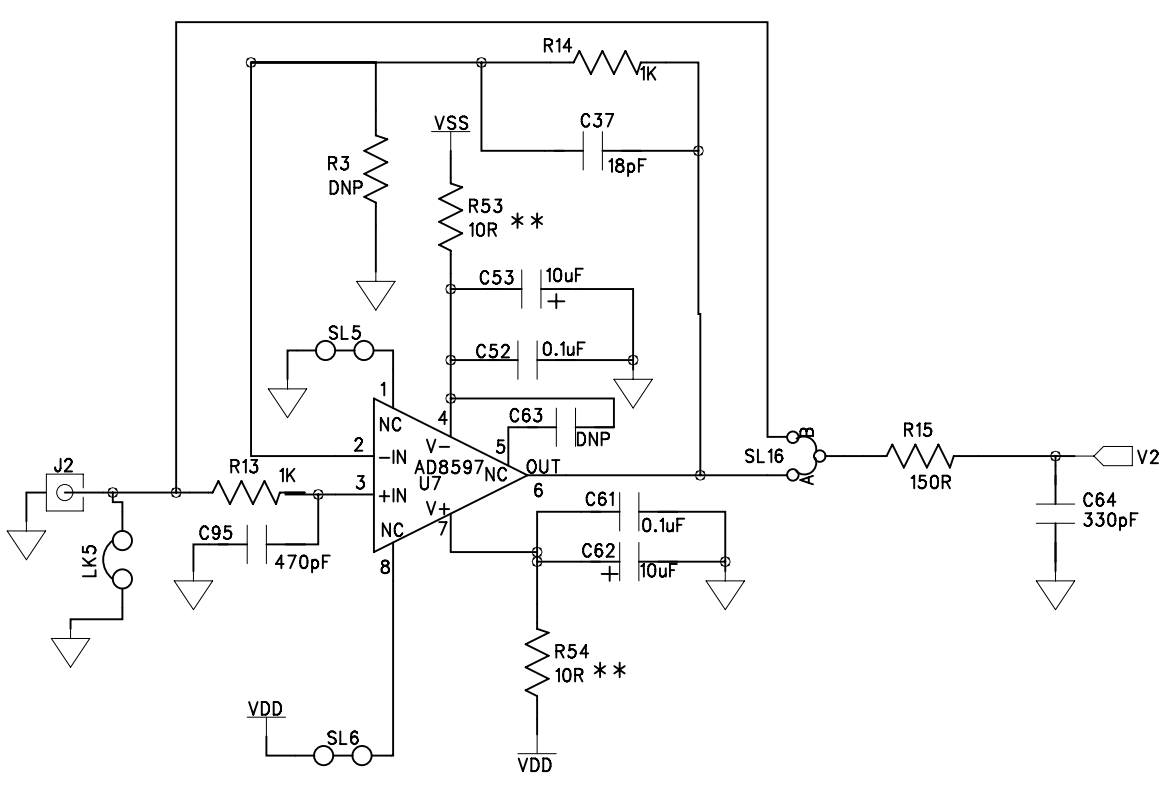 R14
1K
C37
18pF
VSS
R3
DNP
R53
10R **
C53
10uF
+
SL5
C52
0.1uF
1
NC
4
C63
DNP
2
-IN
V-
5
AD8597
NC
OUT
U7
6
B
SL16
A
R15
150R
V2
J2
R13
1K
3
+IN
V+
7
NC
8
C61
0.1uF
C64
330pF
C95
470pF
LK5
C62
+
10uF
R54
10R **
VDD
SL6
VDD